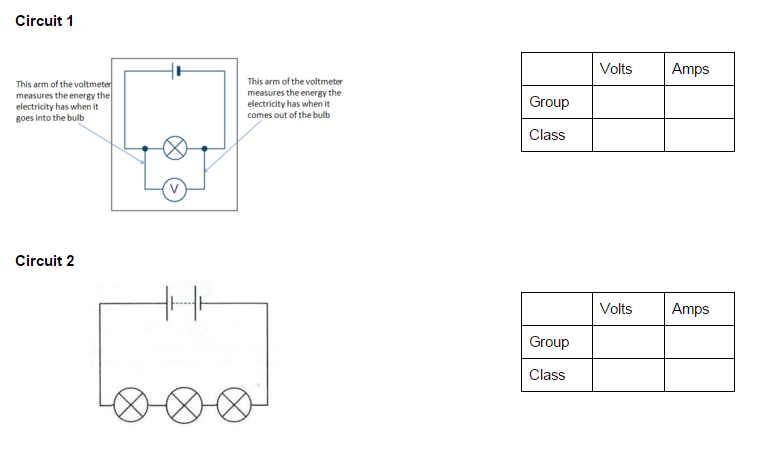 Circuit 1
This arm of the voltmeter
measures the energy the
electricity has when it
goes into the bulb
This arm of the voltmeter
measures the energy the
electricity has when it
comes out of the bulb
V
Volts Amps
Group
Class
Circuit 2
Volts Amps
Group
Class